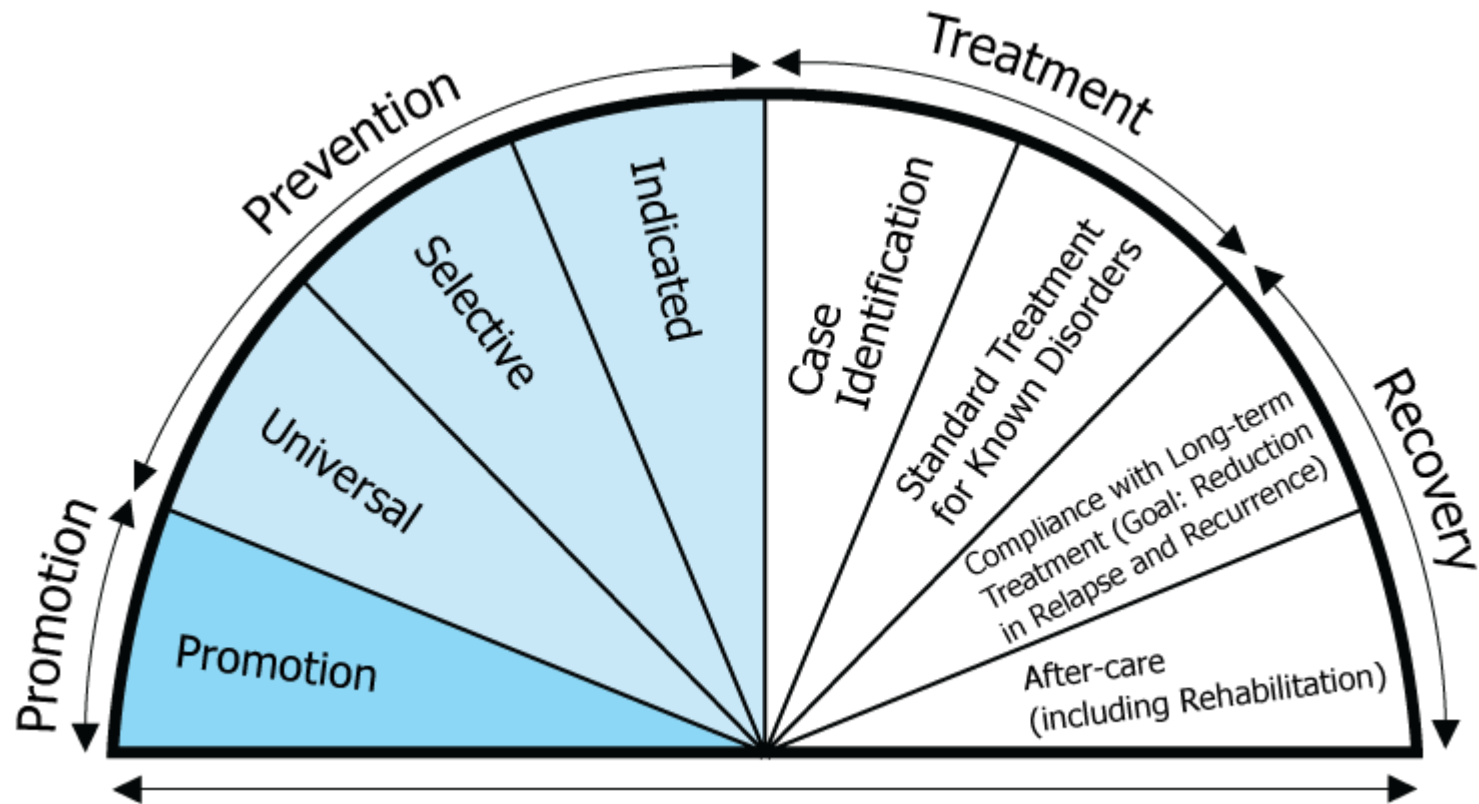 Promotion
Prevention
Treatment
Recovery
Promotion
Universal
Selective
Indicated
Case
Identification
Standard Treatment
for Known Disorders
Compliance with Long-term
Treatment (Goal: Reduction
in Relapse and Recurrence)
After-care
(including Rehabilitation)